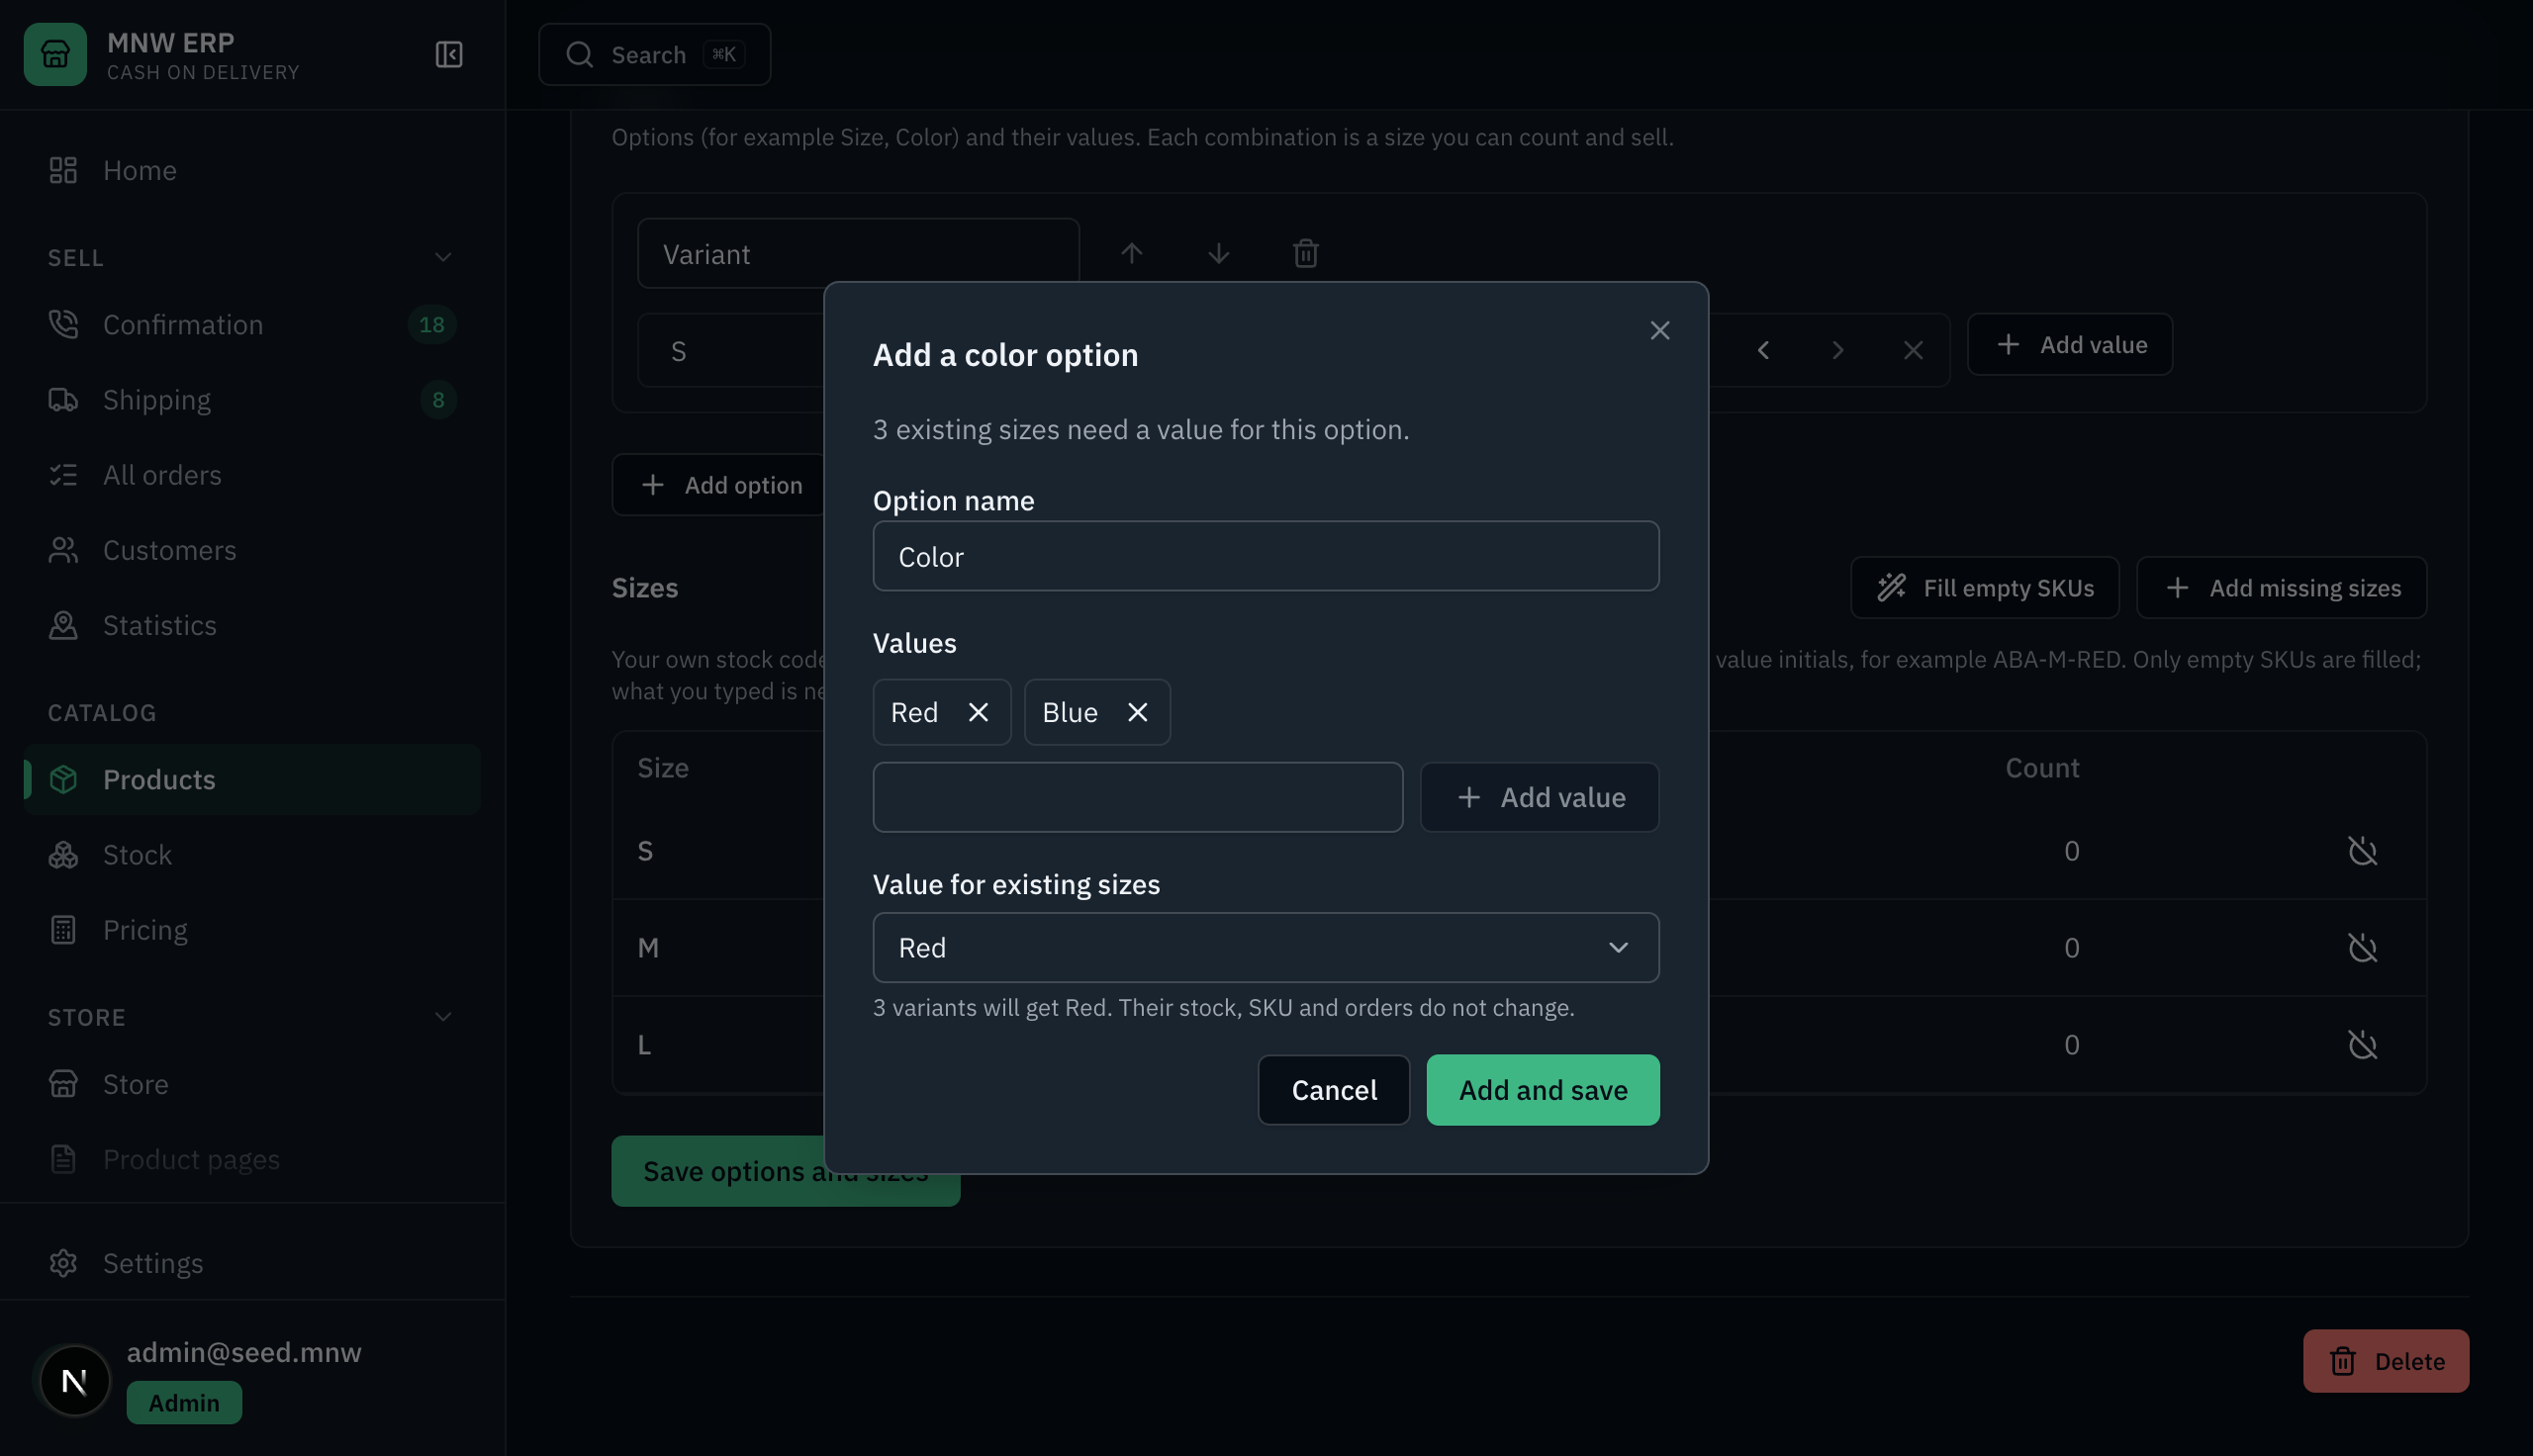 MNW ERP
CASH ON DELIVERY
Search ⌘K
Home
SELL
Confirmation 18
Shipping 8
All orders
Customers
Statistics
CATALOG
Products
Stock
Pricing
STORE
Store
Product pages
Settings
N
admin@seed.mnw
Admin
Options (for example Size, Color) and their values. Each combination is a size you can count and sell.
Variant
S
Add value
Add option
Sizes
Fill empty SKUs
Add missing sizes
Your own stock code
value initials, for example ABA-M-RED. Only empty SKUs are filled;
what you typed is ne
Size
Count
S 0
M 0
L 0
Save options and sizes
Delete
Add a color option
3 existing sizes need a value for this option.
Option name
Color
Values
Red
Blue
Add value
Value for existing sizes
Red
3 variants will get Red. Their stock, SKU and orders do not change.
Cancel
Add and save